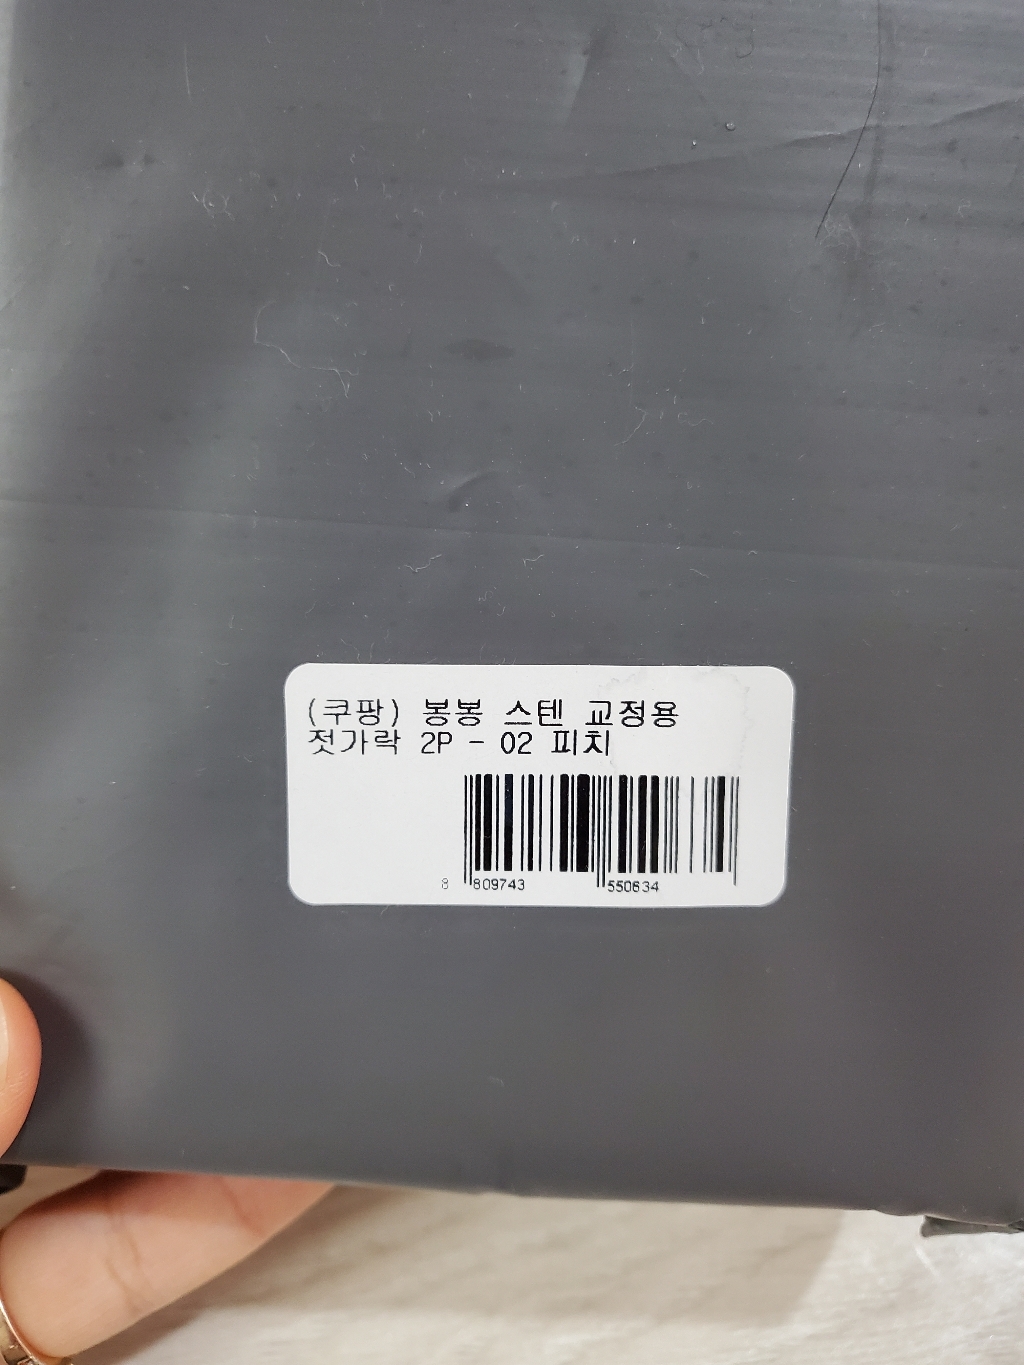 (쿠팡) 봉봉 스텐 교정용
젓가락 2P - 02 피치
8 809743 550634